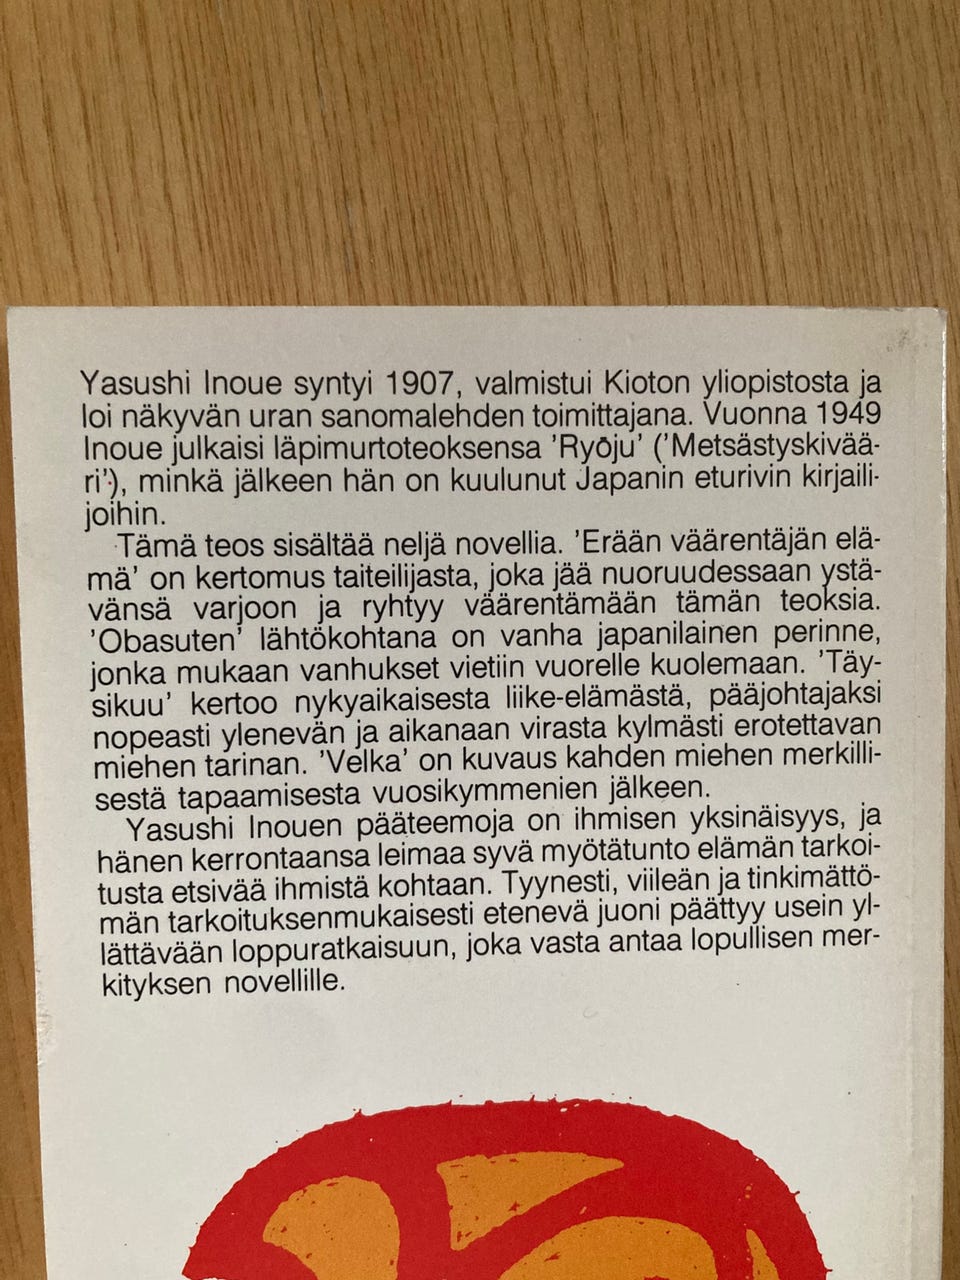 Yasushi Inoue syntyi 1907, valmistui Kioton yliopistosta ja
loi näkyvän uran sanomalehden toimittajana. Vuonna 1949
Inoue julkaisi läpimurtoteoksensa 'Ryōju' ('Metsästyskivää-
ri'), minkä jälkeen hän on kuulunut Japanin eturivin kirjaili-
joihin.
Tämä teos sisältää neljä novellia. 'Erään väärentäjän elä-
mä' on kertomus taiteilijasta, joka jää nuoruudessaan ystä-
vänsä varjoon ja ryhtyy väärentämään tämän teoksia.
'Obasuten' lähtökohtana on vanha japanilainen perinne,
jonka mukaan vanhukset vietiin vuorelle kuolemaan. 'Täy-
sikuu' kertoo nykyaikaisesta liike-elämästä, pääjohtajaksi
nopeasti ylenevän ja aikanaan virasta kylmästi erotettavan
miehen tarinan. 'Velka' on kuvaus kahden miehen merkilli-
sestä tapaamisesta vuosikymmenien jälkeen.
Yasushi Inouen pääteemoja on ihmisen yksinäisyys, ja
hänen kerrontaansa leimaa syvä myötätunto elämän tarkoi-
tusta etsivää ihmistä kohtaan. Tyynesti, viileän ja tinkimättö-
män tarkoituksenmukaisesti etenevä juoni päättyy usein yl-
lättävään loppuratkaisuun, joka vasta antaa lopullisen mer-
kityksen novellille.